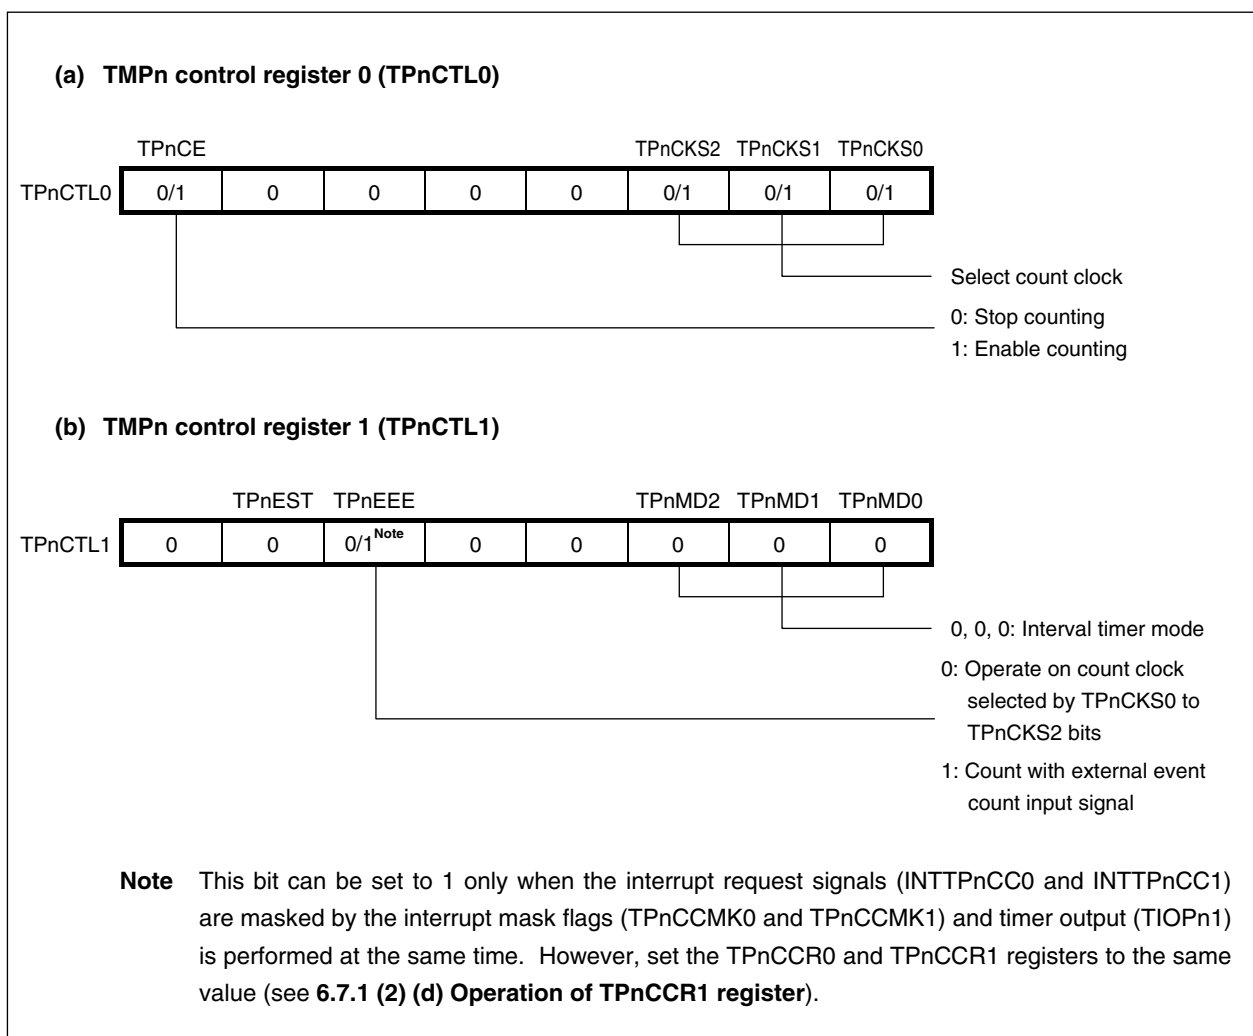 (a) TMPn control register 0 (TPnCTL0)
TPnCE TPnCKS2 TPnCKS1 TPnCKS0
TPnCTL0 0/1 0 0 0 0 0/1 0/1 0/1
Select count clock
0: Stop counting
1: Enable counting
(b) TMPn control register 1 (TPnCTL1)
TPnEST TPnEEE TPnMD2 TPnMD1 TPnMD0
TPnCTL1 0 0 0/1Note 0 0 0 0 0
0, 0, 0: Interval timer mode
0: Operate on count clock
selected by TPnCKS0 to
TPnCKS2 bits
1: Count with external event
count input signal
Note This bit can be set to 1 only when the interrupt request signals (INTTPnCC0 and INTTPnCC1)
are masked by the interrupt mask flags (TPnCCMK0 and TPnCCMK1) and timer output (TIOPn1)
is performed at the same time. However, set the TPnCCR0 and TPnCCR1 registers to the same
value (see 6.7.1 (2) (d) Operation of TPnCCR1 register).